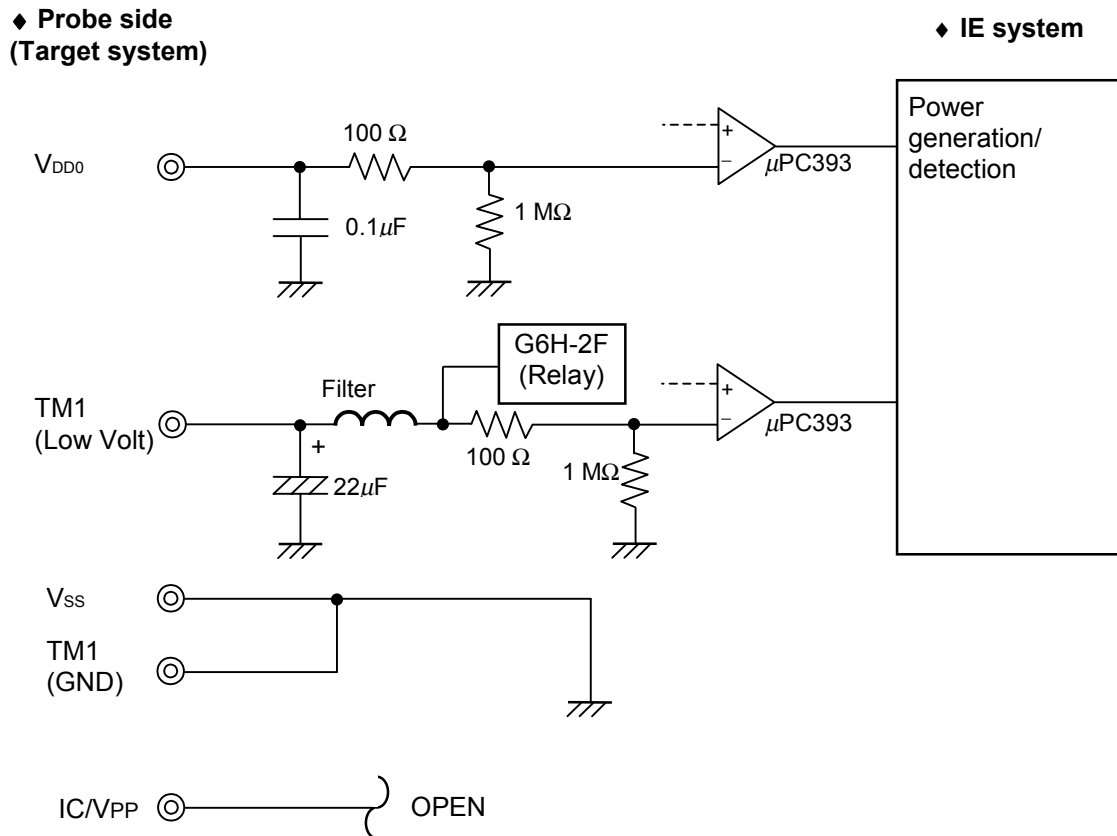 ♦ Probe side
(Target system)
♦ IE system
VDD0
100 Ω
0.1μF
1 MΩ
+
−
μPC393
Power
generation/
detection
TM1
(Low Volt)
+
22μF
Filter
G6H-2F
(Relay)
100 Ω
1 MΩ
+
−
μPC393
VSS
TM1
(GND)
IC/VPP
OPEN